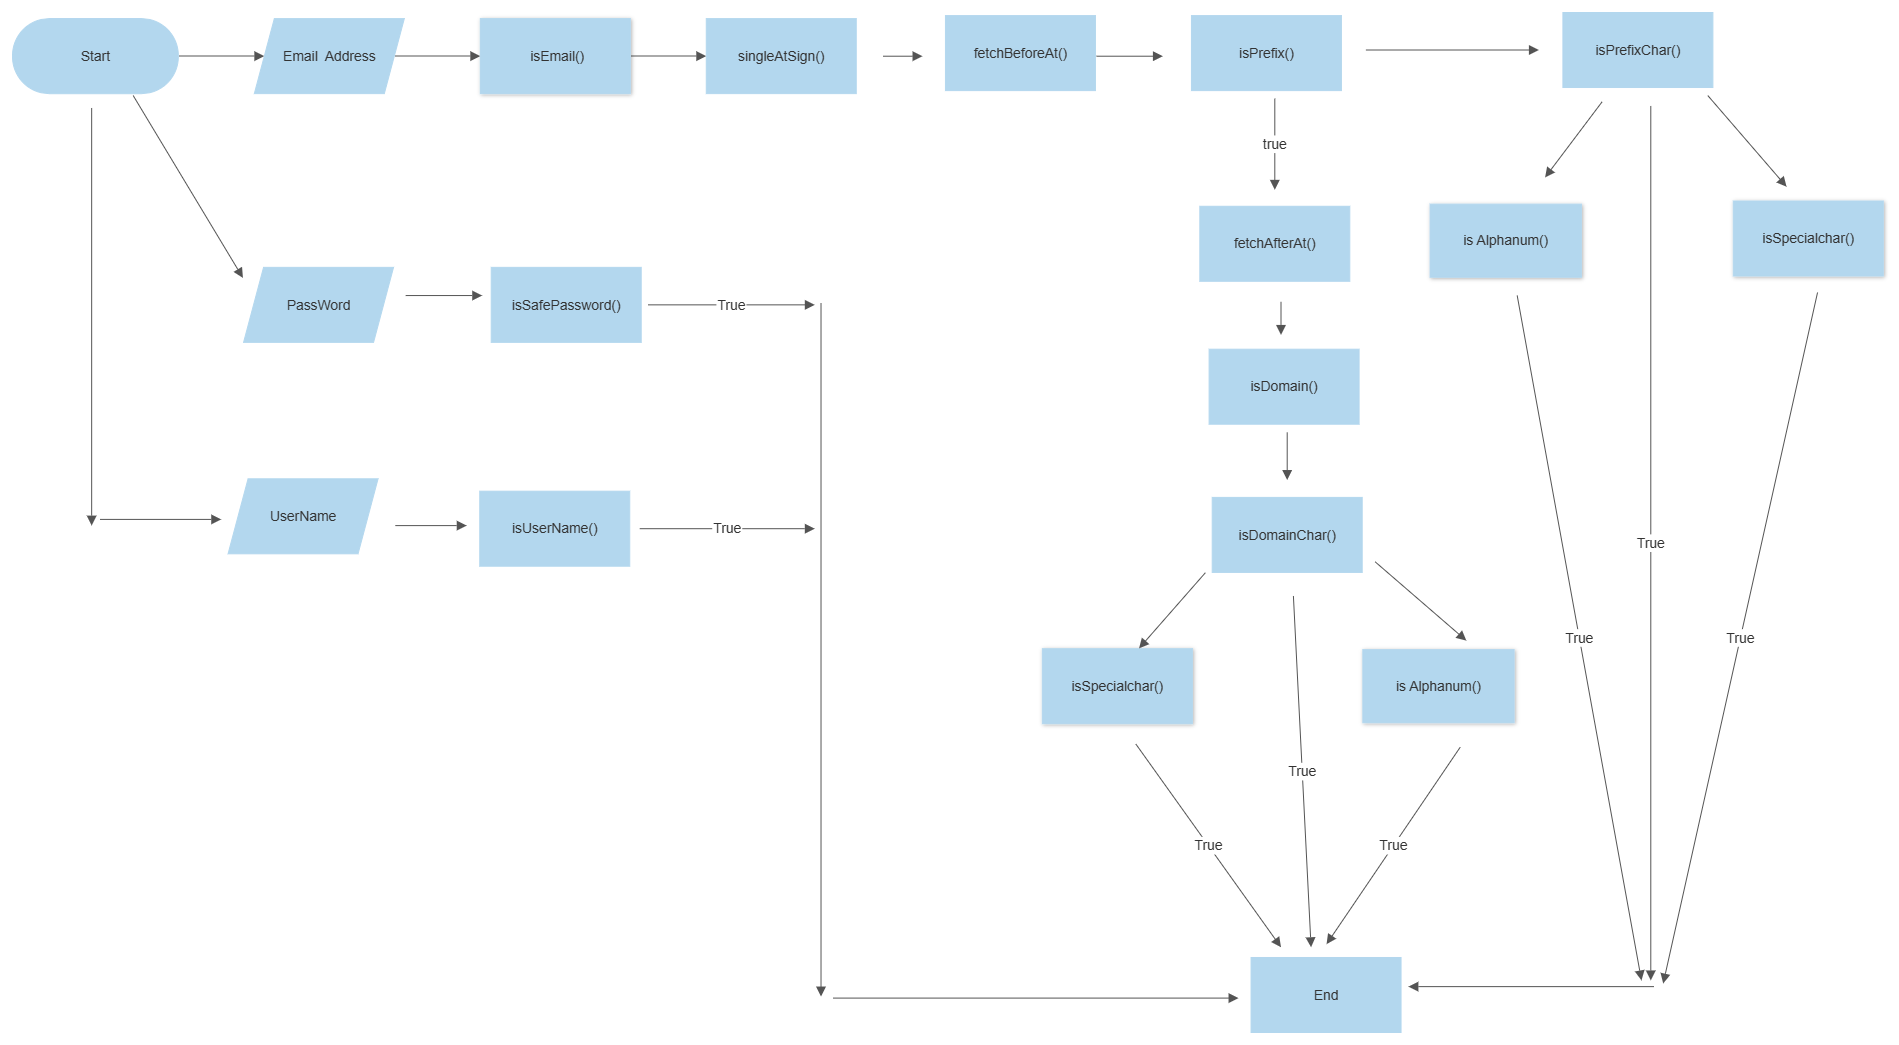 Start
Email  Address
isEmail()
singleAtSign()
fetchBeforeAt()
isPrefix()
isPrefixChar()
true
fetchAfterAt()
is Alphanum()
isSpecialchar()
PassWord
isSafePassword()
True
isDomain()
UserName
isUserName()
True
isDomainChar()
True
True
True
isSpecialchar()
is Alphanum()
True
True
True
End